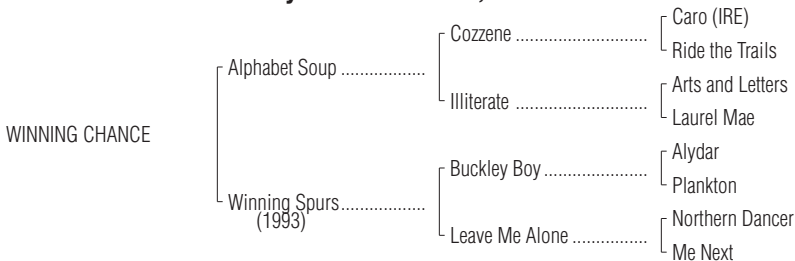 Caro (IRE)
Cozzene
Ride the Trails
Alphabet Soup
Arts and Letters
Illiterate
Laurel Mae
WINNING CHANCE
Alydar
Buckley Boy
Plankton
Winning Spurs
(1993)
Northern Dancer
Leave Me Alone
Me Next